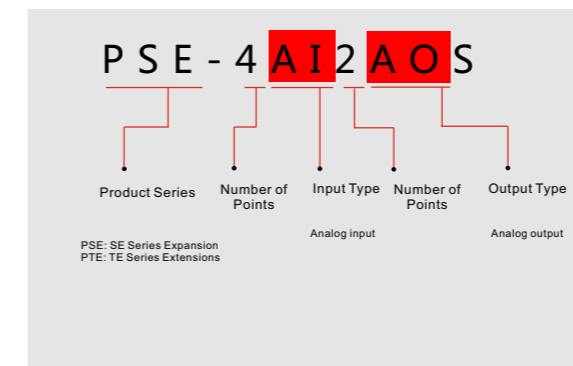 PSE-4AI2AOS
Product Series
Number of Points
Input Type
Number of Points
Output Type
Analog input
Analog output
PSE: SE Series Expansion
PTE: TE Series Extensions